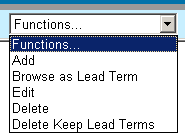 Functions...
Functions...
Add
Browse as Lead Term
Edit
Delete
Delete Keep Lead Terms